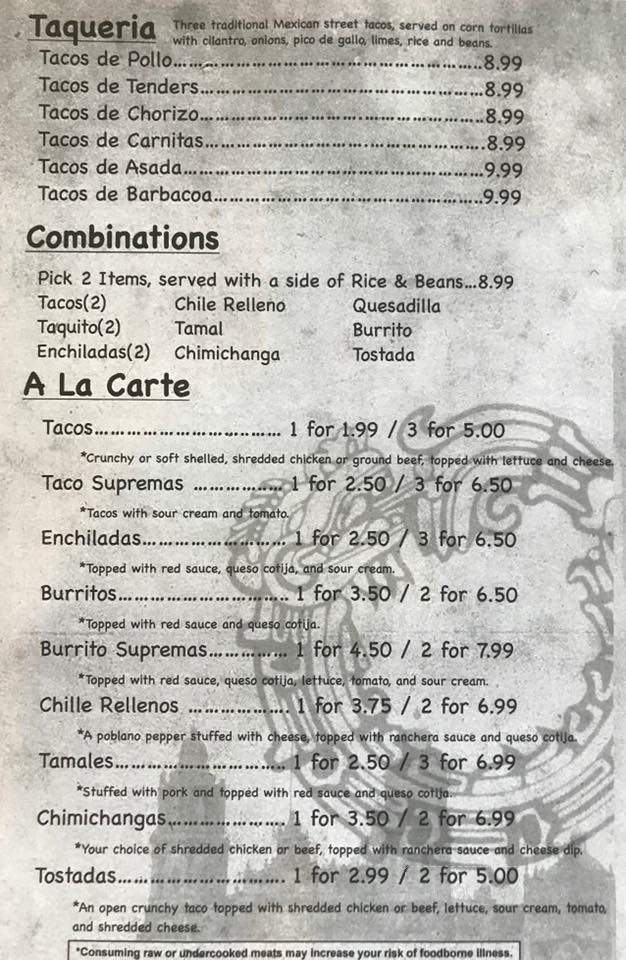 Taqueria Three traditional Mexican street tacos, served on corn tortillas
with cilantro, onions, pico de gallo, limes, rice and beans.
Tacos de Pollo.......................................................8.99
Tacos de Tenders.......................................................8.99
Tacos de Chorizo.......................................................8.99
Tacos de Carnitas.......................................................8.99
Tacos de Asada.......................................................9.99
Tacos de Barbacoa.......................................................9.99
Combinations
Pick 2 Items, served with a side of Rice & Beans...8.99
Tacos(2) Chile Relleno Quesadilla
Taquito(2) Tamal Burrito
Enchiladas(2) Chimichanga Tostada
A La Carte
Tacos.................................. 1 for 1.99 / 3 for 5.00
*Crunchy or soft shelled, shredded chicken or ground beef, topped with lettuce and cheese.
Taco Supremas ................. 1 for 2.50 / 3 for 6.50
*Tacos with sour cream and tomato.
Enchiladas.......................... 1 for 2.50 / 3 for 6.50
*Topped with red sauce, queso cotija, and sour cream.
Burritos.............................. 1 for 3.50 / 2 for 6.50
*Topped with red sauce and queso cotija.
Burrito Supremas............... 1 for 4.50 / 2 for 7.99
*Topped with red sauce, queso cotija, lettuce, tomato, and sour cream.
Chille Rellenos ................... 1 for 3.75 / 2 for 6.99
*A poblano pepper stuffed with cheese, topped with ranchera sauce and queso cotija.
Tamales.............................. 1 for 2.50 / 3 for 6.99
*Stuffed with pork and topped with red sauce and queso cotija.
Chimichangas..................... 1 for 3.50 / 2 for 6.99
*Your choice of shredded chicken or beef, topped with ranchera sauce and cheese dip.
Tostadas.............................. 1 for 2.99 / 2 for 5.00
*An open crunchy taco topped with shredded chicken or beef, lettuce, sour cream, tomato,
and shredded cheese.
*Consuming raw or undercooked meats may increase your risk of foodborne illness.